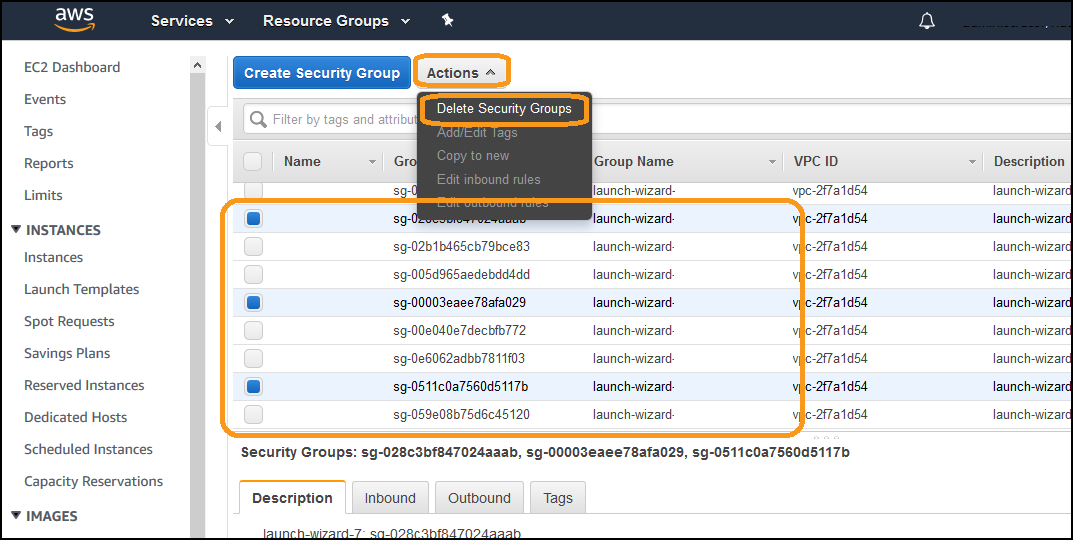 aws Services Resource Groups
EC2 Dashboard
Events
Tags
Reports
Limits
INSTANCES
Instances
Launch Templates
Spot Requests
Savings Plans
Reserved Instances
Dedicated Hosts
Scheduled Instances
Capacity Reservations
IMAGES
Create Security Group Actions
Delete Security Groups
Add/Edit Tags
Copy to new
Edit inbound rules
Edit outbound rules
Filter by tags and attribut
Name Gro Group Name VPC ID Description
sg-0 launch-wizard- vpc-2f7a1d54 launch-wizard-
sg-028c3bf847024aaab launch-wizard- vpc-2f7a1d54 launch-wizard-
sg-02b1b465cb79bce83 launch-wizard- vpc-2f7a1d54 launch-wizard-
sg-005d965aedebdd4dd launch-wizard- vpc-2f7a1d54 launch-wizard-
sg-00003eaee78afa029 launch-wizard- vpc-2f7a1d54 launch-wizard-
sg-00e040e7decbfb772 launch-wizard- vpc-2f7a1d54 launch-wizard-
sg-0e6062adbb7811f03 launch-wizard- vpc-2f7a1d54 launch-wizard-
sg-0511c0a7560d5117b launch-wizard- vpc-2f7a1d54 launch-wizard-
sg-059e08b75d6c45120 launch-wizard- vpc-2f7a1d54 launch-wizard-
Security Groups: sg-028c3bf847024aaab, sg-00003eaee78afa029, sg-0511c0a7560d5117b
Description Inbound Outbound Tags
launch-wizard-7: sg-028c3bf847024aaab